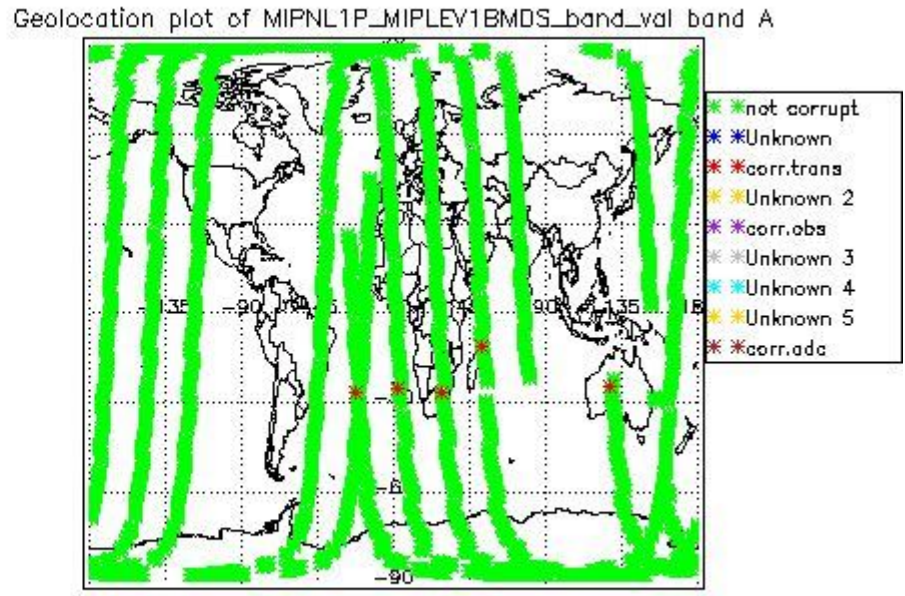 Geolocation plot of MIPNL1P_MIPLEV1BMDS_band_val band A
not corrupt
Unknown
corr.trans
Unknown 2
corr.obs
Unknown 3
Unknown 4
Unknown 5
corr.adc
-135
-90
90
135
-90